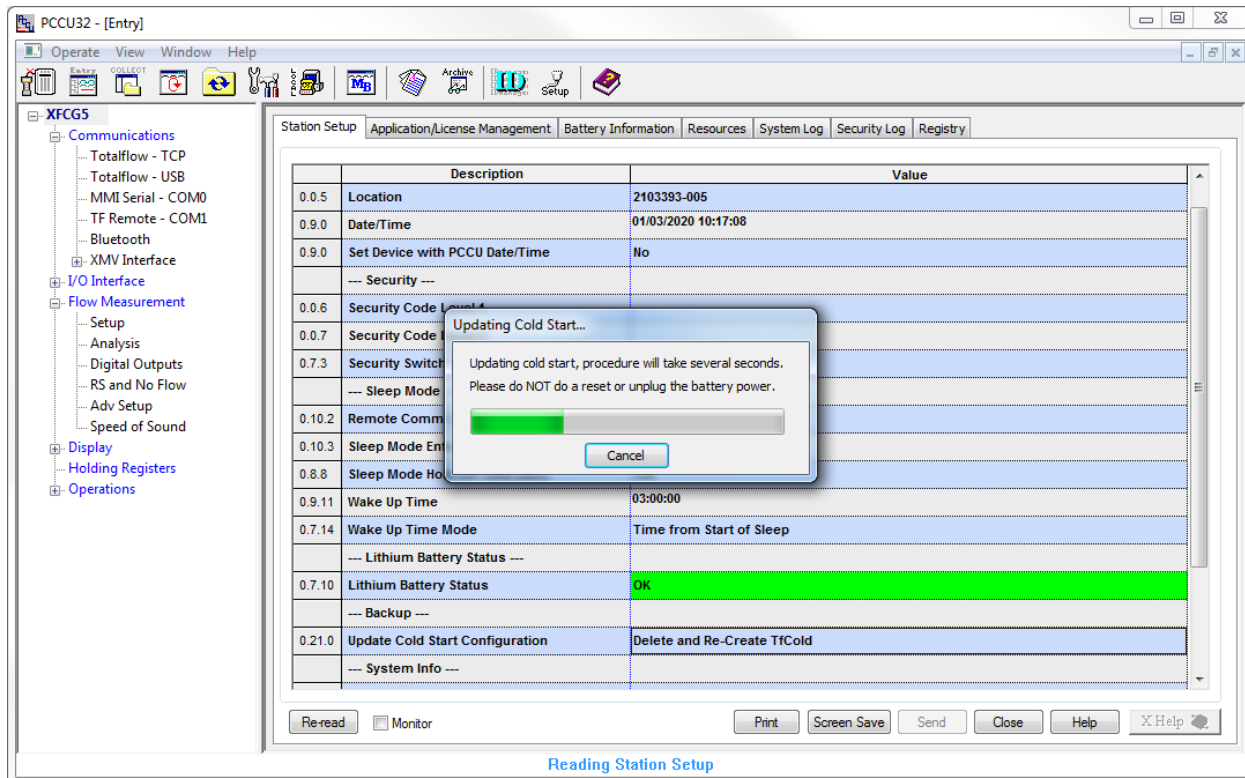 PCCU32 - [Entry]
Operate View Window Help
Entry COLLECT MB Archive ID Setup
XFCG5
Communications
Totalflow - TCP
Totalflow - USB
MMI Serial - COM0
TF Remote - COM1
Bluetooth
XMV Interface
I/O Interface
Flow Measurement
Setup
Analysis
Digital Outputs
RS and No Flow
Adv Setup
Speed of Sound
Display
Holding Registers
Operations
Station Setup Application/License Management Battery Information Resources System Log Security Log Registry
Description Value
0.0.5 Location 2103393-005
0.9.0 Date/Time 01/03/2020 10:17:08
0.9.0 Set Device with PCCU Date/Time No
--- Security ---
0.0.6 Security Code Level 1
0.0.7 Security Code
0.7.3 Security Switch
--- Sleep Mode
0.10.2 Remote Comm
0.10.3 Sleep Mode Ent
0.8.8 Sleep Mode Ho
0.9.11 Wake Up Time 03:00:00
0.7.14 Wake Up Time Mode Time from Start of Sleep
--- Lithium Battery Status ---
0.7.10 Lithium Battery Status OK
--- Backup ---
0.21.0 Update Cold Start Configuration Delete and Re-Create TfCold
--- System Info ---
Updating Cold Start...
Updating cold start, procedure will take several seconds.
Please do NOT do a reset or unplug the battery power.
Cancel
Re-read Monitor Print Screen Save Send Close Help X Help
Reading Station Setup